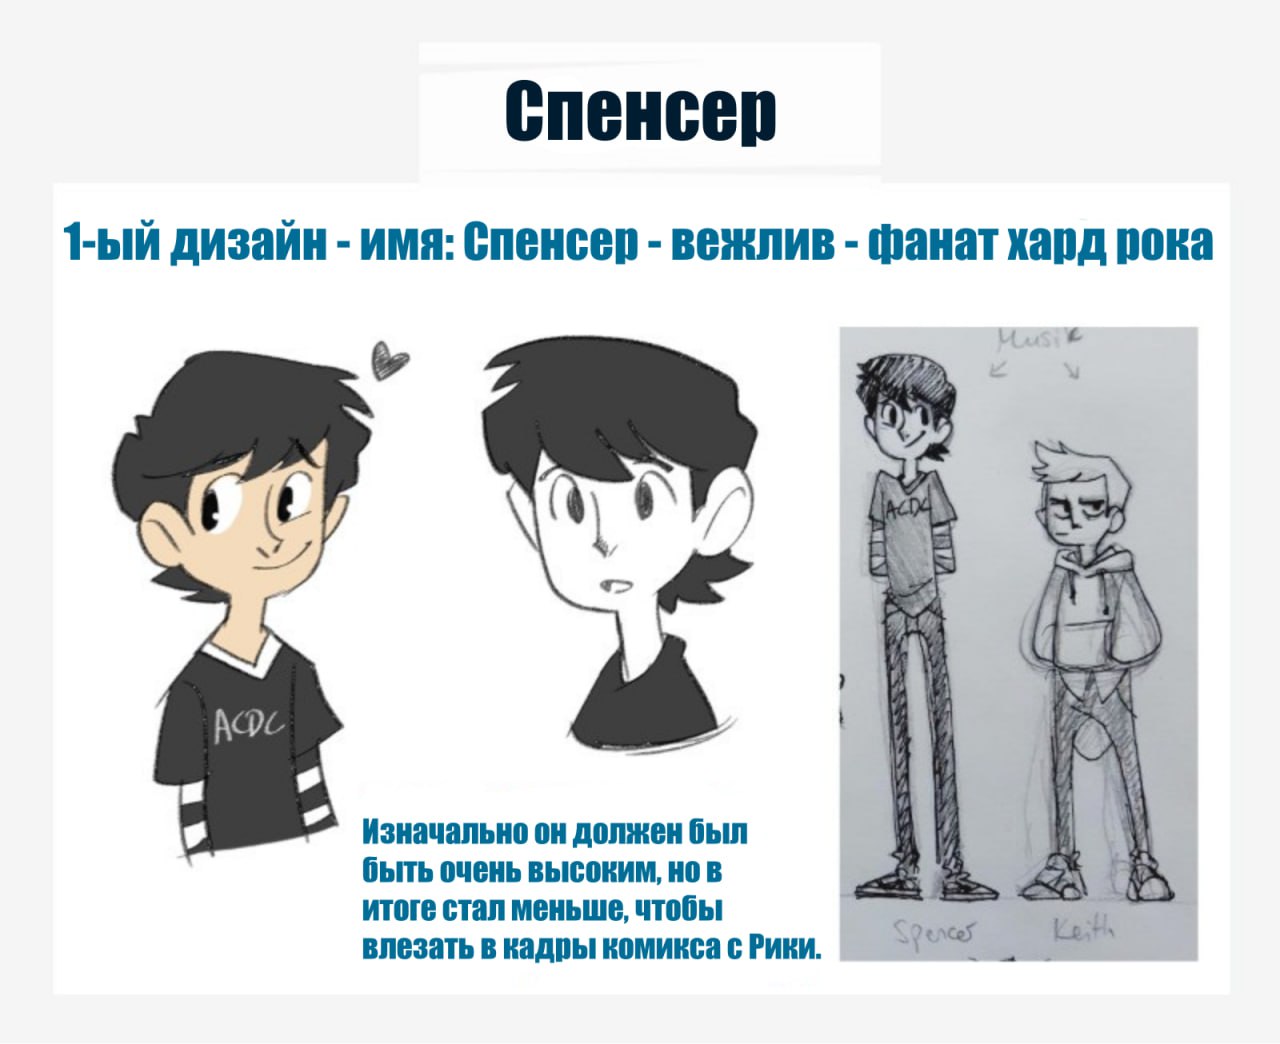 Спенсер
1-ый дизайн - имя: Спенсер - вежлив - фанат хард рока
Musik
ACDC
ACDC
Изначально он должен был
быть очень высоким, но в
итоге стал меньше, чтобы
влезать в кадры комикса с Рики.
Spencer
Keith